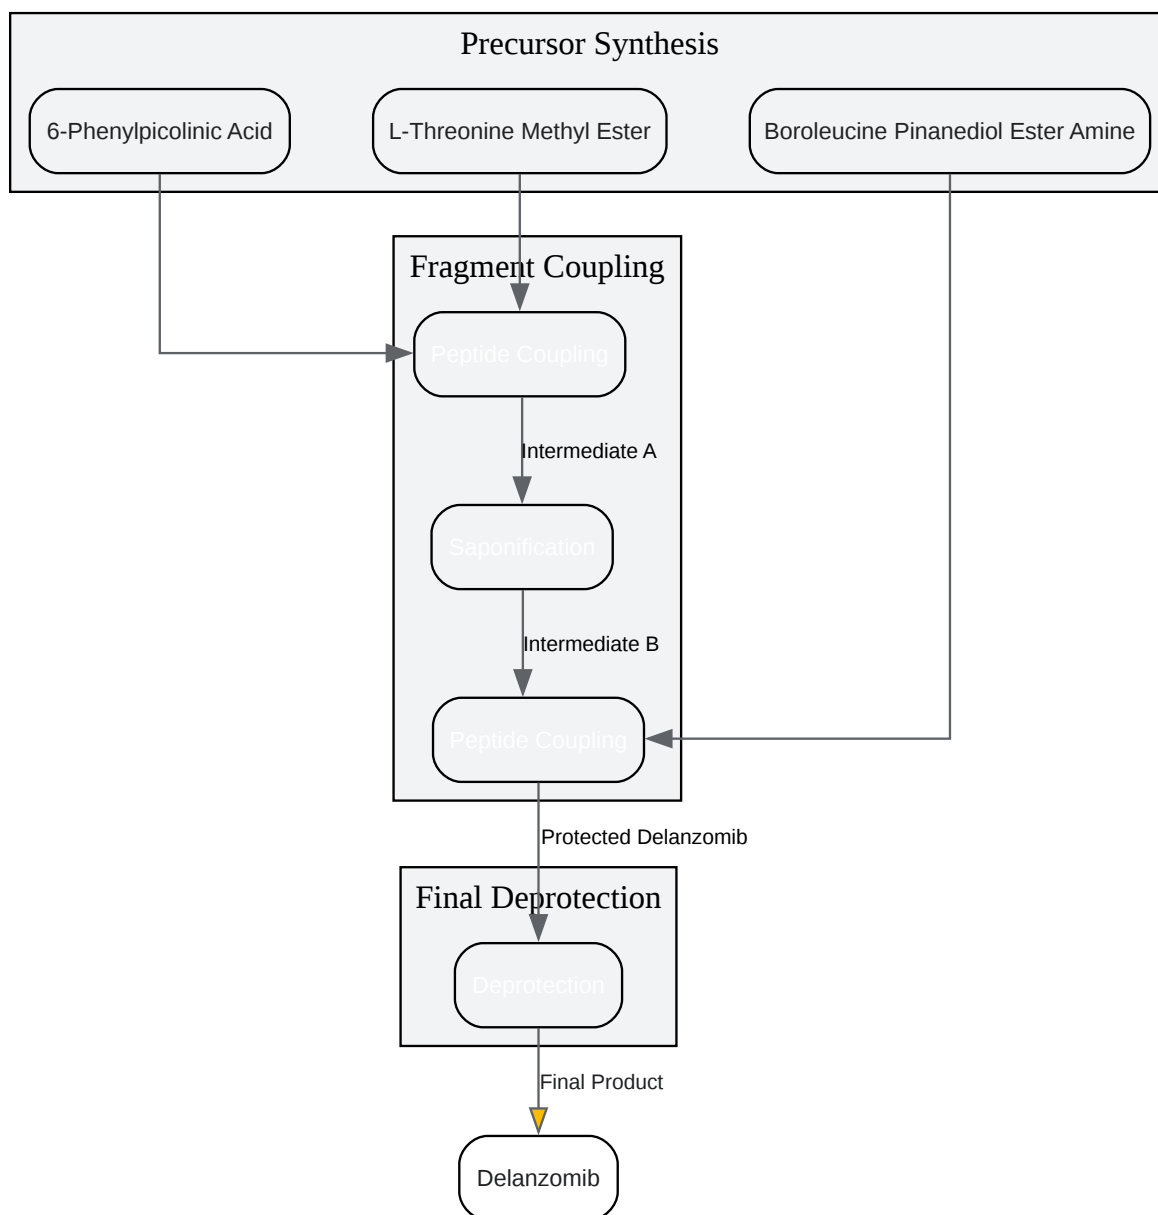 Precursor Synthesis
6-Phenylpicolinic Acid
L-Threonine Methyl Ester
Boroleucine Pinanediol Ester Amine
Fragment Coupling
Peptide Coupling
Intermediate A
Saponification
Intermediate B
Peptide Coupling
Protected Delanzomib
Final Deprotection
Deprotection
Final Product
Delanzomib